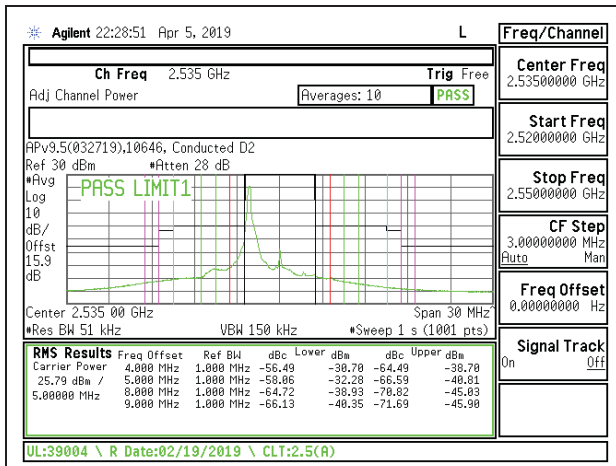 Agilent 22:28:51 Apr 5, 2019 L
Freq/Channel
Ch Freq 2.535 GHz Trig Free
Adj Channel Power Averages: 10 PASS
APv9.5(032719),10646, Conducted D2
Ref 30 dBm #Atten 28 dB
#Avg
Log
10
dB/
Offst
15.9
dB
PASS LIMIT1
Center 2.535 00 GHz Span 30 MHz^
#Res BW 51 kHz VBW 150 kHz #Sweep 1 s (1001 pts)
RMS Results Freq Offset Ref BW dBc Lower dBm dBc Upper dBm
Carrier Power 4.000 MHz 1.000 MHz -56.49 -30.70 -64.49 -38.70
25.79 dBm / 5.000 MHz 1.000 MHz -58.06 -32.28 -66.59 -40.81
5.00000 MHz 8.000 MHz 1.000 MHz -64.72 -38.93 -70.82 -45.03
9.000 MHz 1.000 MHz -66.13 -40.35 -71.69 -45.90
UL:39004 \ R Date:02/19/2019 \ CLT:2.5(A)
Center Freq
2.53500000 GHz
Start Freq
2.52000000 GHz
Stop Freq
2.55000000 GHz
CF Step
3.00000000 MHz
Auto Man
Freq Offset
0.00000000 Hz
Signal Track
On Off